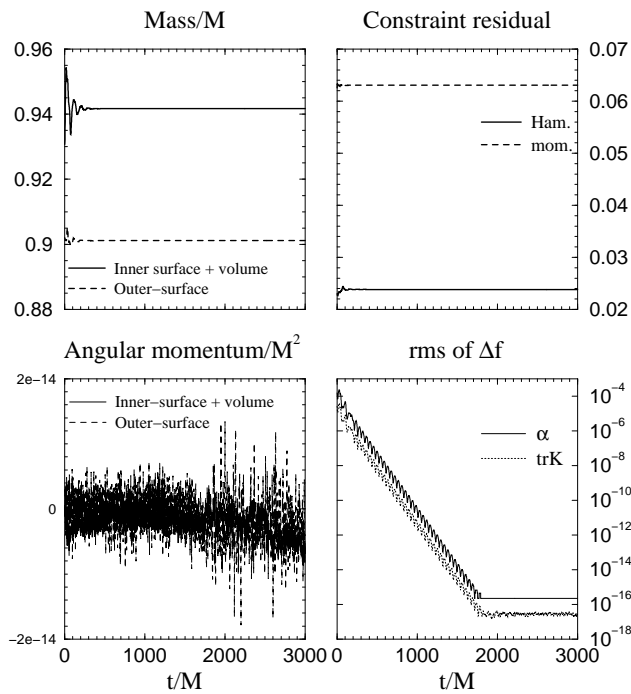 Mass/M
Constraint residual
0.96
0.94
0.92
0.9
0.88
Inner surface + volume
Outer−surface
0.07
0.06
0.05
0.04
0.03
0.02
Ham.
mom.
Angular momentum/M²
rms of Δf
2e−14
0
−2e−14
Inner−surface + volume
Outer−surface
10⁻⁴
10⁻⁶
10⁻⁸
10⁻¹⁰
10⁻¹²
10⁻¹⁴
10⁻¹⁶
10⁻¹⁸
α
trK
0 1000 2000 3000
t/M
0 1000 2000 3000
t/M